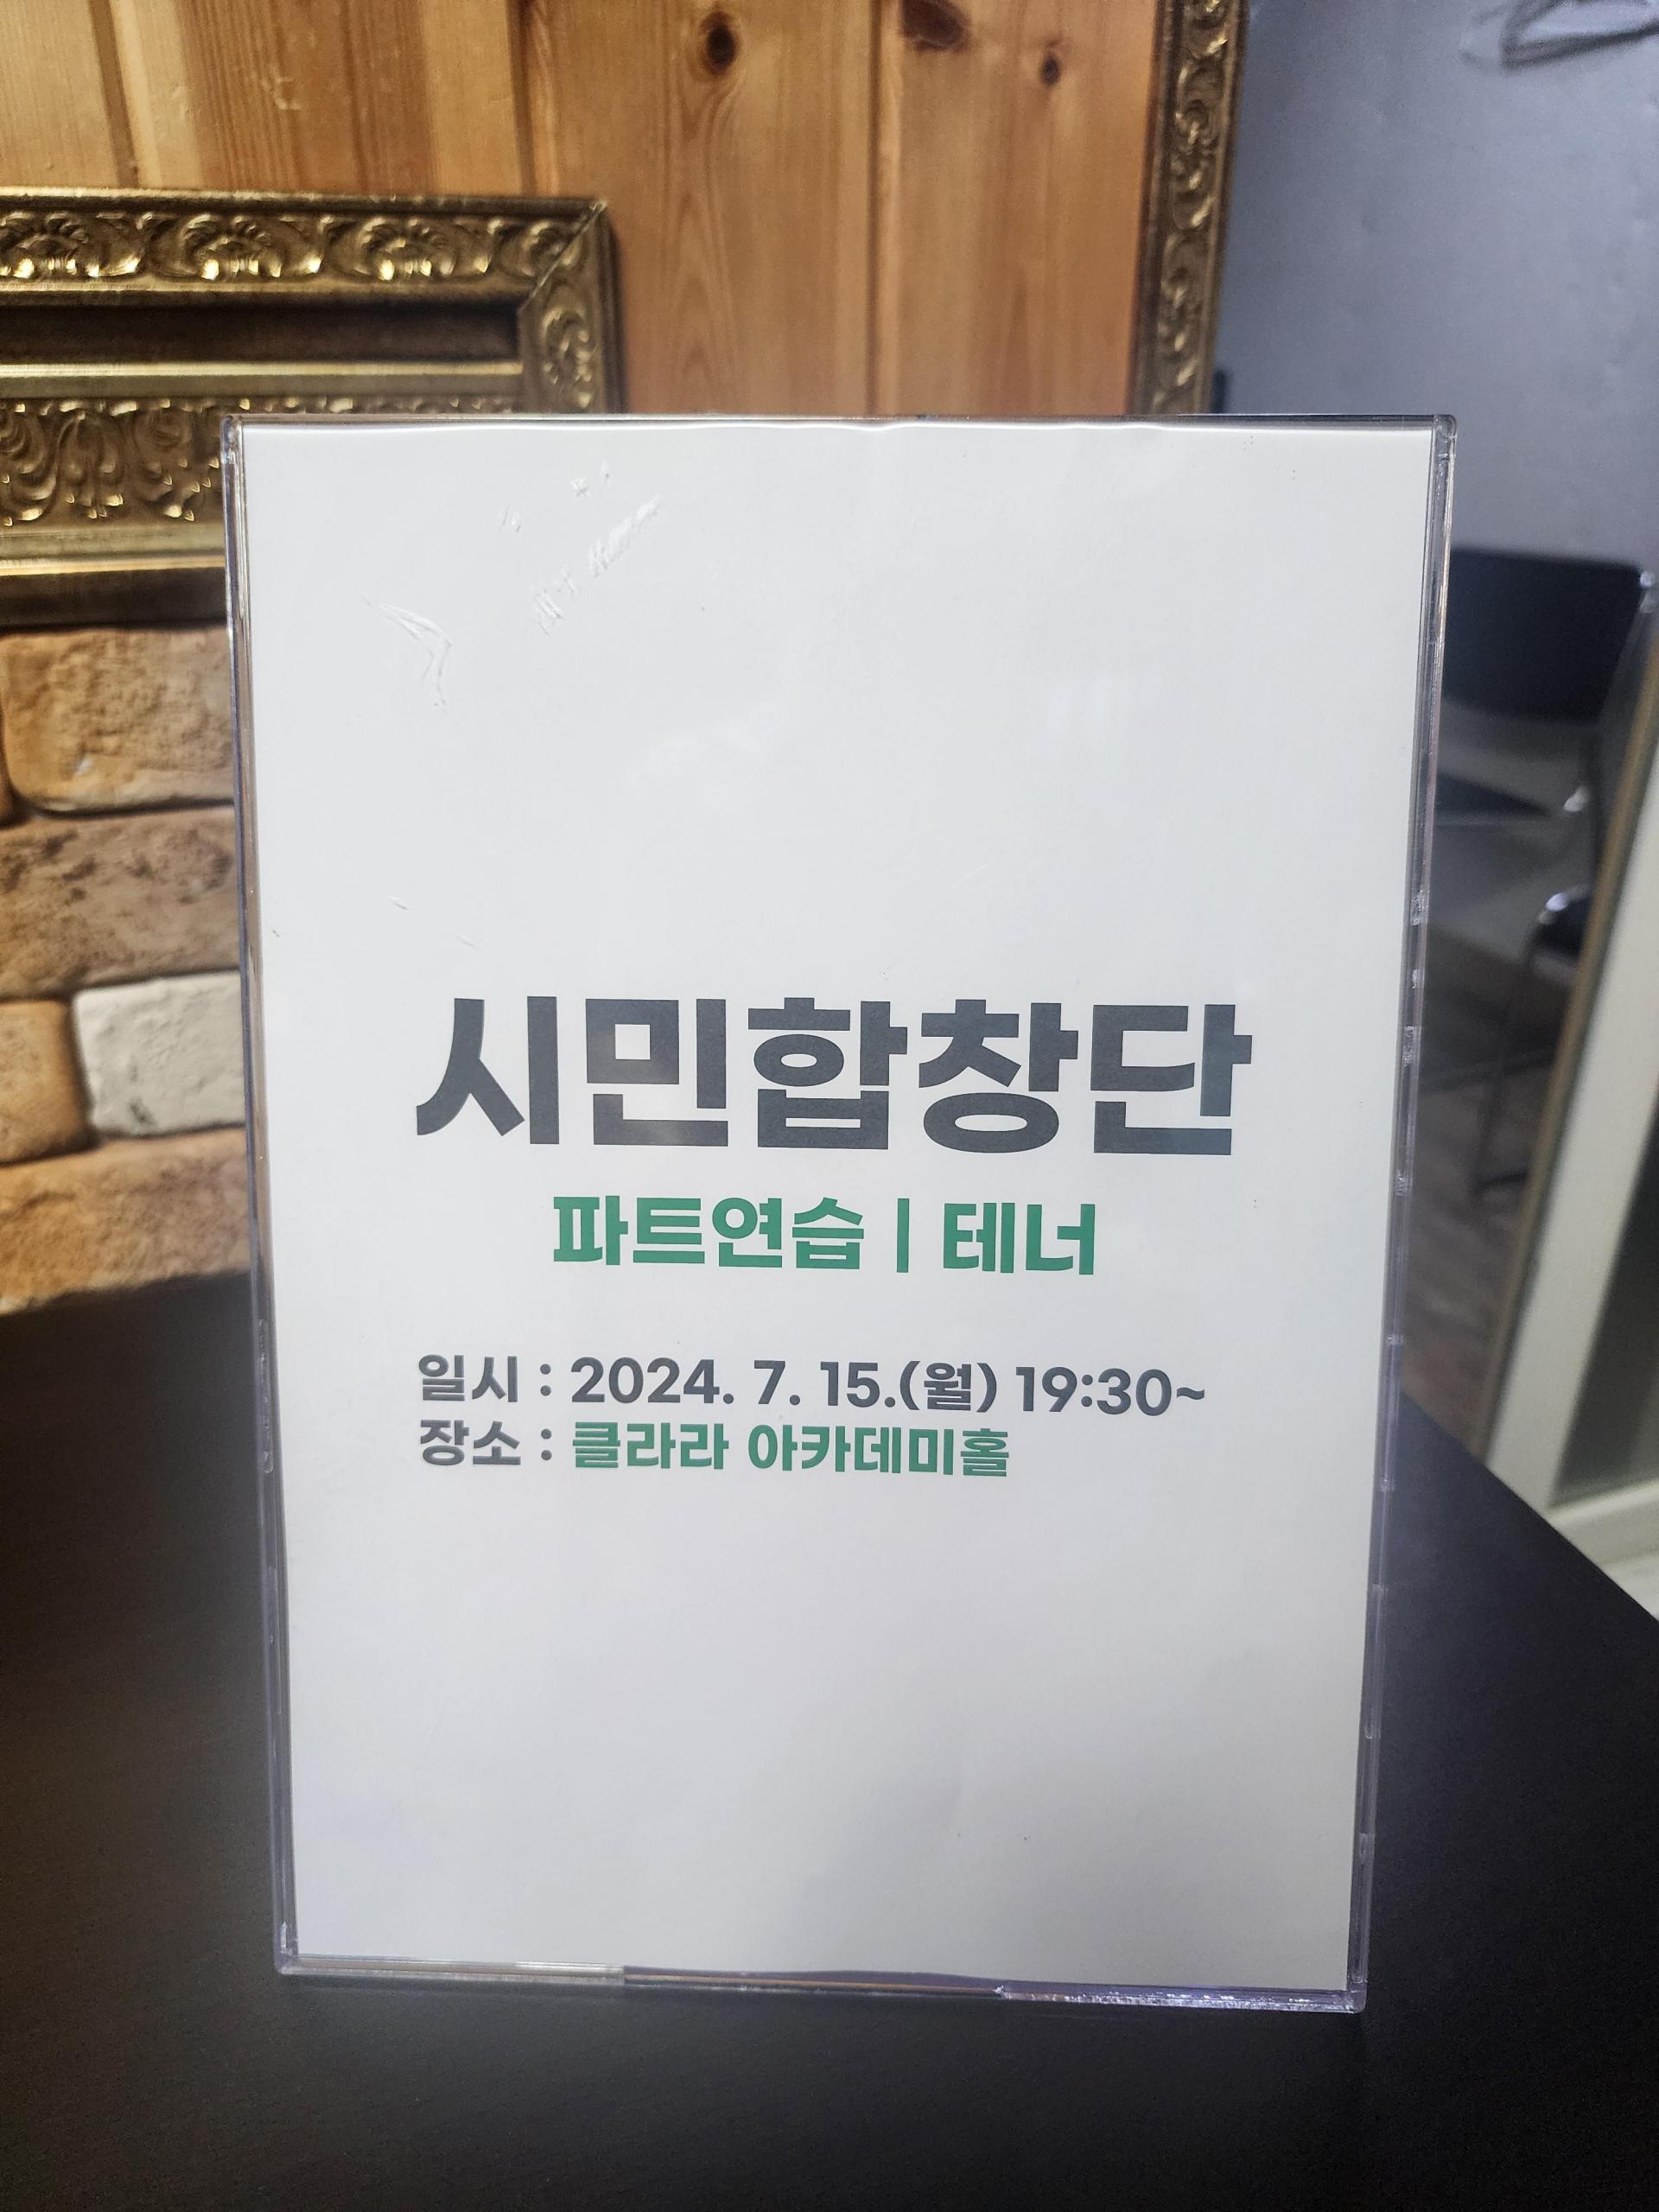 시민합창단
파트연습 | 테너
일시 : 2024. 7. 15.(월) 19:30~
장소 : 클라라 아카데미홀